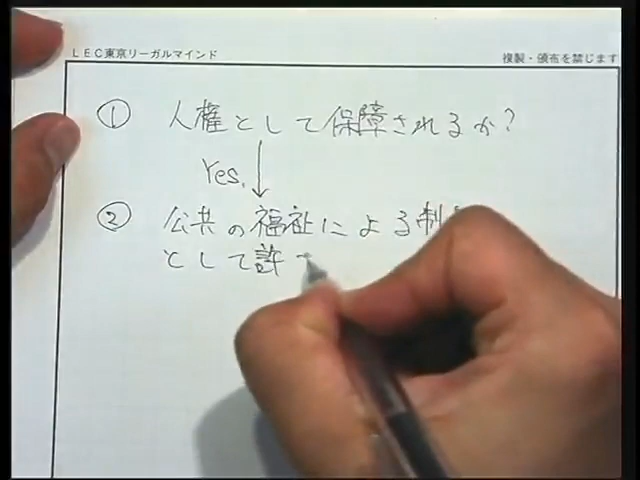 LEC東京リーガルマインド
複製・頒布を禁じます
① 人権として保障されるか?
Yes.
② 公共の福祉による制
として許